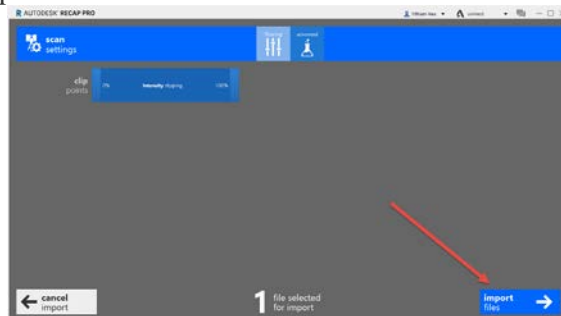 AUTODESK RECAP PRO
scan
settings
filtering
advanced
clip
points
0%
Intensity clipping
100%
cancel
import
1
file selected
for import
import
files